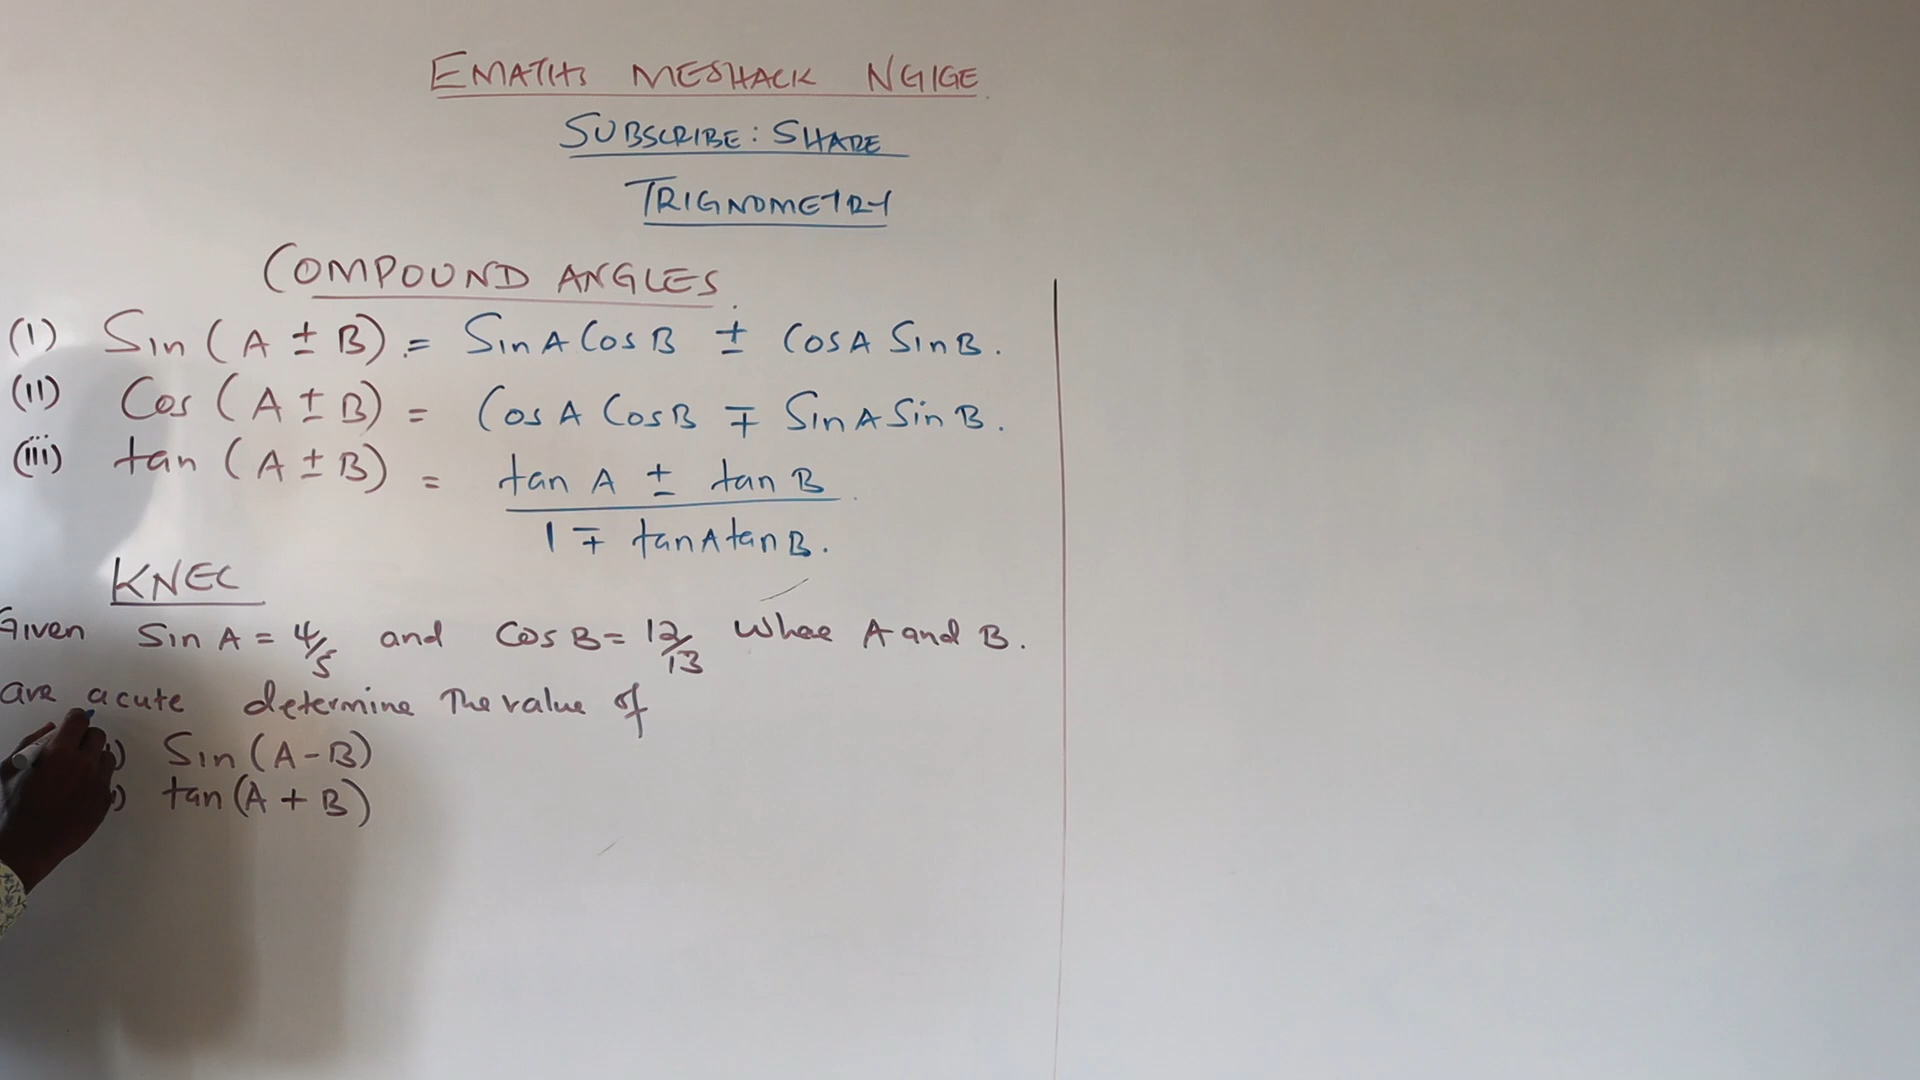 EMATHS MESHACK NGIGE
SUBSCRIBE: SHARE
TRIGNOMETRY
COMPOUND ANGLES
(i) Sin (A ± B) = Sin A Cos B ± Cos A Sin B.
(ii) Cos (A ± B) = Cos A Cos B ∓ Sin A Sin B.
(iii) tan (A ± B) = tan A ± tan B
1 ∓ tan A tan B.
KNEC
Given Sin A = 4/5 and Cos B = 12/13 Where A and B.
are acute determine The value of
) Sin (A - B)
) tan (A + B)